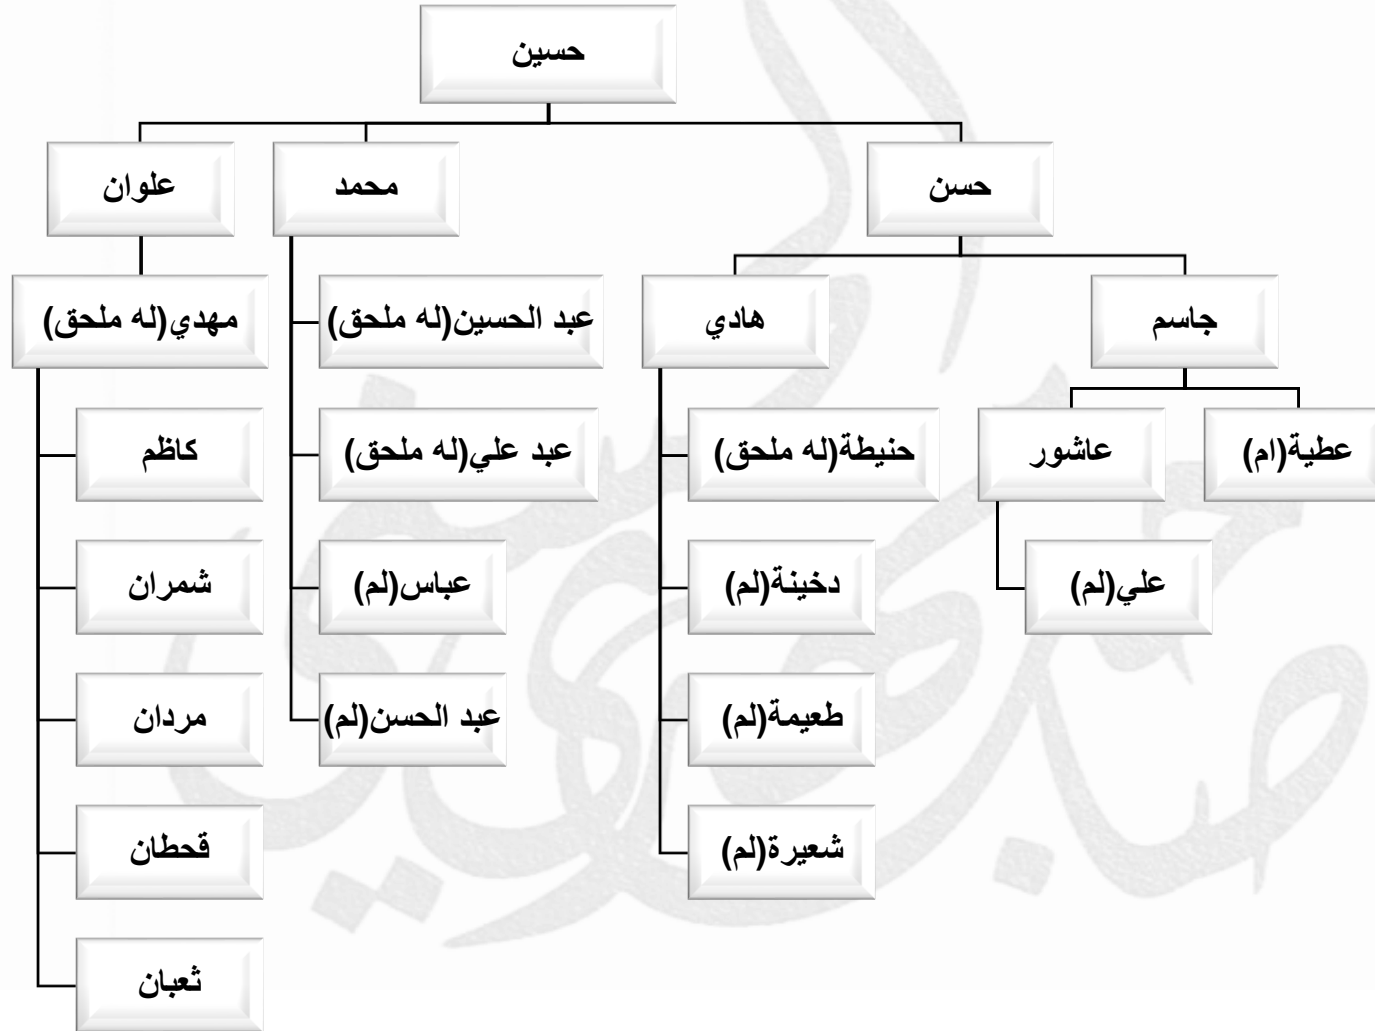 حسين
حسن
محمد
علوان
جاسم
هادي
عبد الحسين(له ملحق)
مهدي(له ملحق)
عطية(ام)
عاشور
حنيطة(له ملحق)
عبد علي(له ملحق)
كاظم
علي(لم)
دخينة(لم)
عباس(لم)
شمران
طعيمة(لم)
عبد الحسن(لم)
مردان
شعيرة(لم)
قحطان
ثعبان